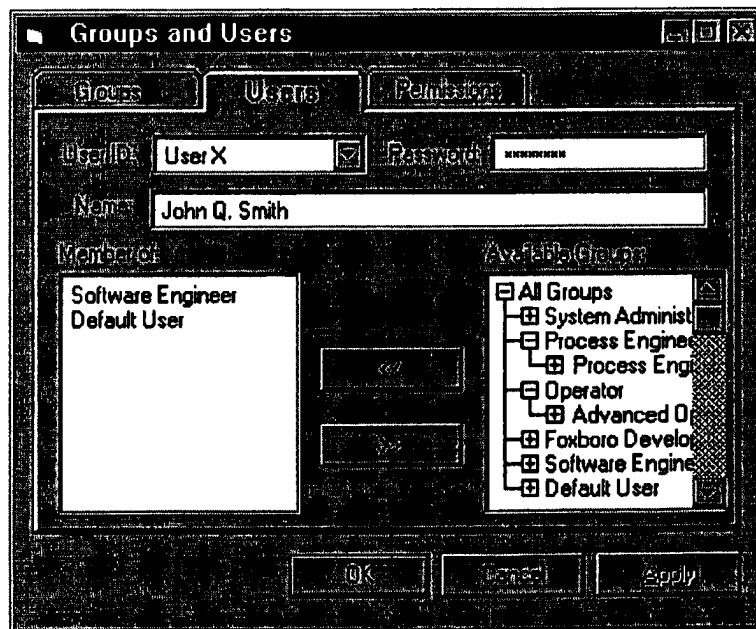 Groups and Users
Groups Users Permissions
User ID: User X Password: ********
Name: John Q. Smith
Member of: Available Groups:
Software Engineer
Default User
All Groups
System Administ
Process Enginee
Process Engi
Operator
Advanced Op
Foxboro Develo
Software Engine
Default User
<<
>>
OK Cancel Apply